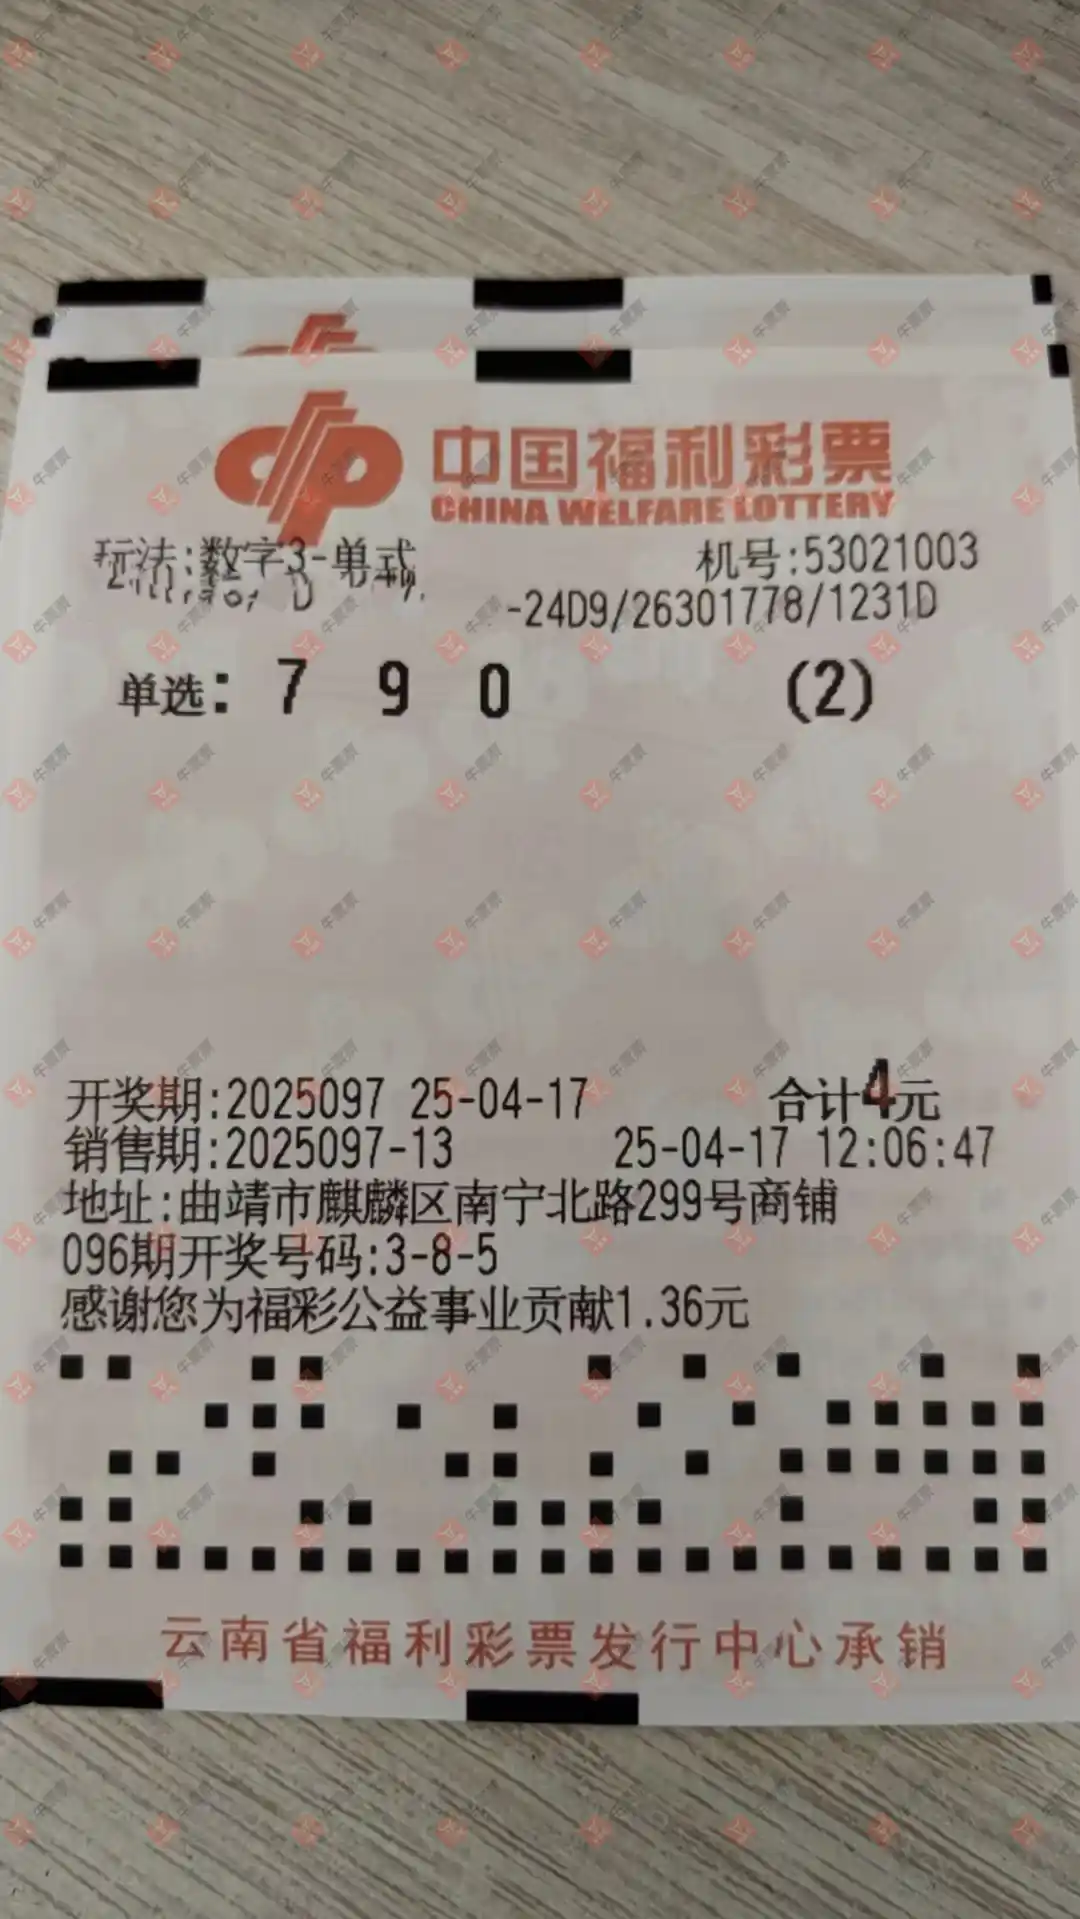 中国福利彩票
CHINA WELFARE LOTTERY
玩法:数字3-单式
机号:53021003
-24D9/26301778/1231D
单选: 7 9 0 (2)
开奖期:2025097 25-04-17 合计4元
销售期:2025097-13 25-04-17 12:06:47
地址:曲靖市麒麟区南宁北路299号商铺
096期开奖号码:3-8-5
感谢您为福彩公益事业贡献1.36元
云南省福利彩票发行中心承销
牛票票